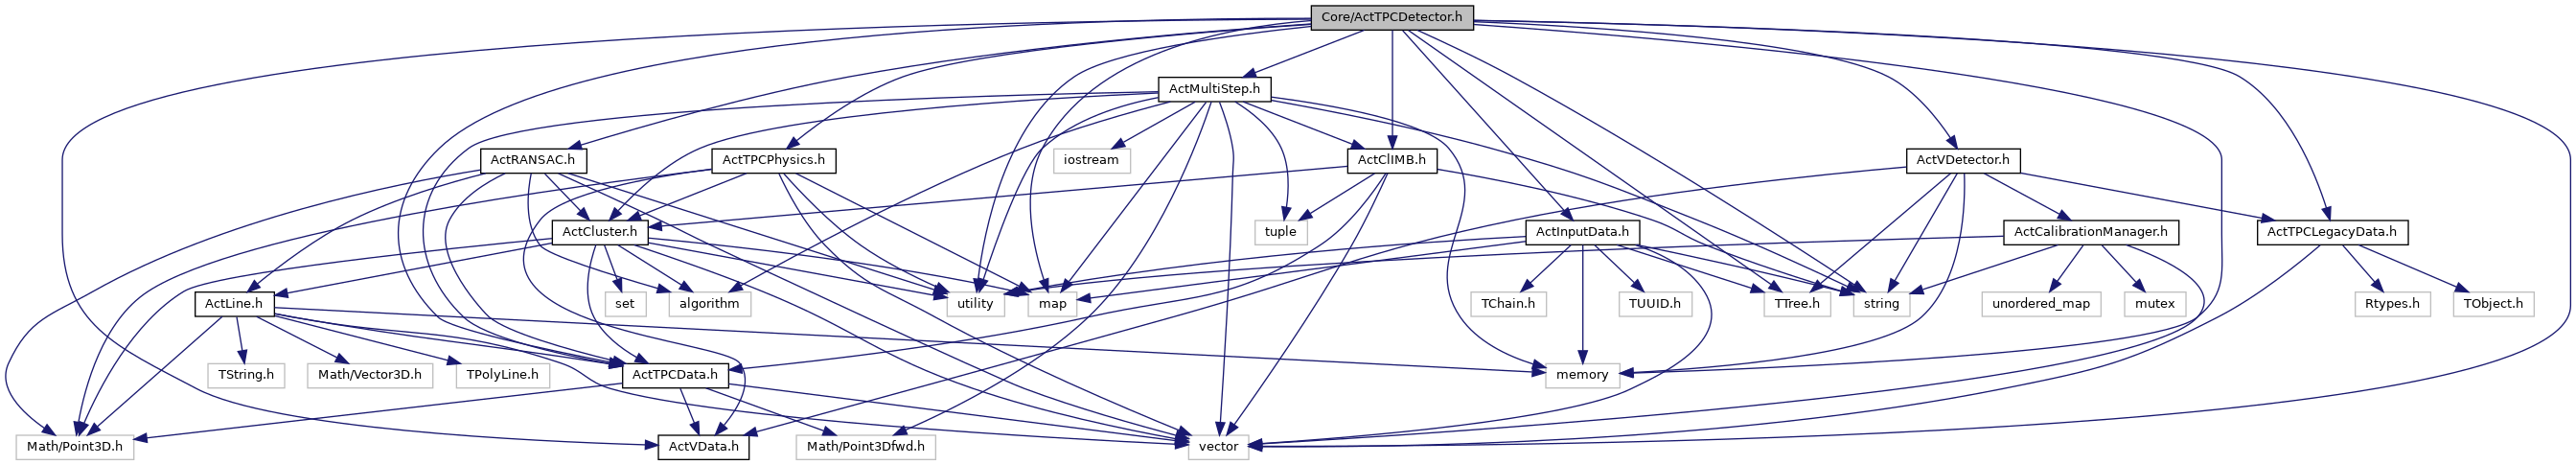 Core/ActTPCDetector.h
ActMultiStep.h
ActRANSAC.h
ActTPCPhysics.h
iostream
ActClIMB.h
ActVDetector.h
ActCluster.h
tuple
ActInputData.h
ActCalibrationManager.h
ActTPCLegacyData.h
ActLine.h
set
algorithm
utility
map
TChain.h
TUUID.h
TTree.h
string
unordered_map
mutex
Rtypes.h
TObject.h
TString.h
Math/Vector3D.h
TPolyLine.h
ActTPCData.h
memory
Math/Point3D.h
ActVData.h
Math/Point3Dfwd.h
vector